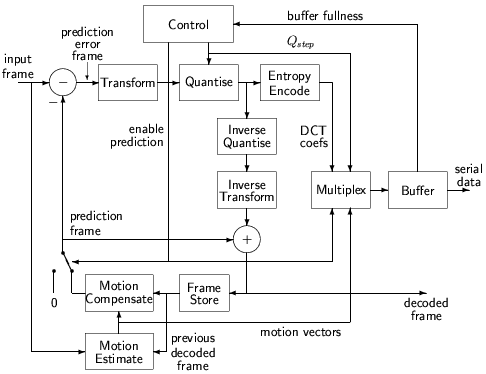 Control
buffer fullness
Qstep
prediction
error
frame
input
frame
−
−
Transform
Quantise
Entropy
Encode
enable
prediction
Inverse
Quantise
DCT
coefs
Inverse
Transform
Multiplex
Buffer
serial
data
prediction
frame
+
0
Motion
Compensate
Frame
Store
decoded
frame
motion vectors
Motion
Estimate
previous
decoded
frame